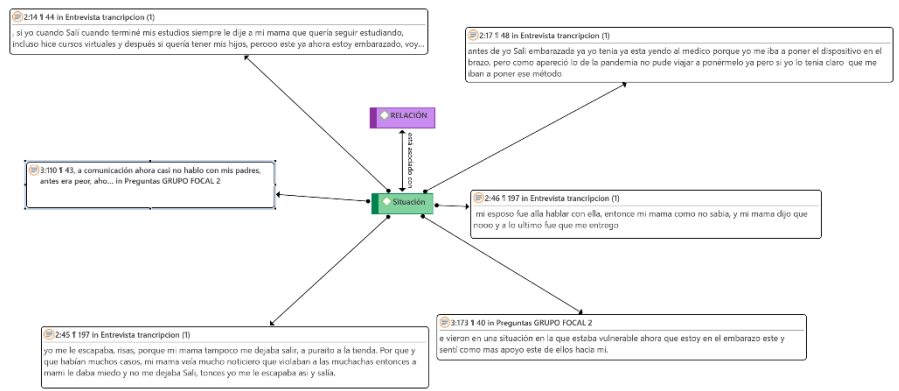 2:14 ¶ 44 in Entrevista trancripcion (1)
, si yo cuando Salí cuando terminé mis estudios siempre le dije a mi mama que quería seguir estudiando,
incluso hice cursos virtuales y después si quería tener mis hijos, perooo este ya ahora estoy embarazado, voy...
2:17 ¶ 48 in Entrevista trancripcion (1)
antes de yo Sali embarazada ya yo tenia ya esta yendo al medico porque yo me iba a poner el dispositivo en el
brazo, pero como apareció lo de la pandemia no pude viajar a ponérmelo ya pero si yo lo tenia claro que me
iban a poner ese método
RELACIÓN
está asociado con
3:110 ¶ 43, a comunicación ahora casi no hablo con mis padres,
antes era peor, aho... in Preguntas GRUPO FOCAL 2
Situación
2:46 ¶ 197 in Entrevista trancripcion (1)
mi esposo fue alla hablar con ella, entonce mi mama como no sabia, y mi mama dijo que
nooo y a lo ultimo fue que me entrego
3:173 ¶ 40 in Preguntas GRUPO FOCAL 2
e vieron en una situación en la que estaba vulnerable ahora que estoy en el embarazo este y
sentí como mas apoyo este de ellos hacia mi.
2:45 ¶ 197 in Entrevista trancripcion (1)
yo me le escapaba, risas, porque mi mama tampoco me dejaba salir, a puraito a la tienda. Por que y
que habían muchos casos, mi mama veía mucho noticiero que violaban a las muchachas entonces a
mami le daba miedo y no me dejaba Sali, tonces yo me le escapaba asi y salía.